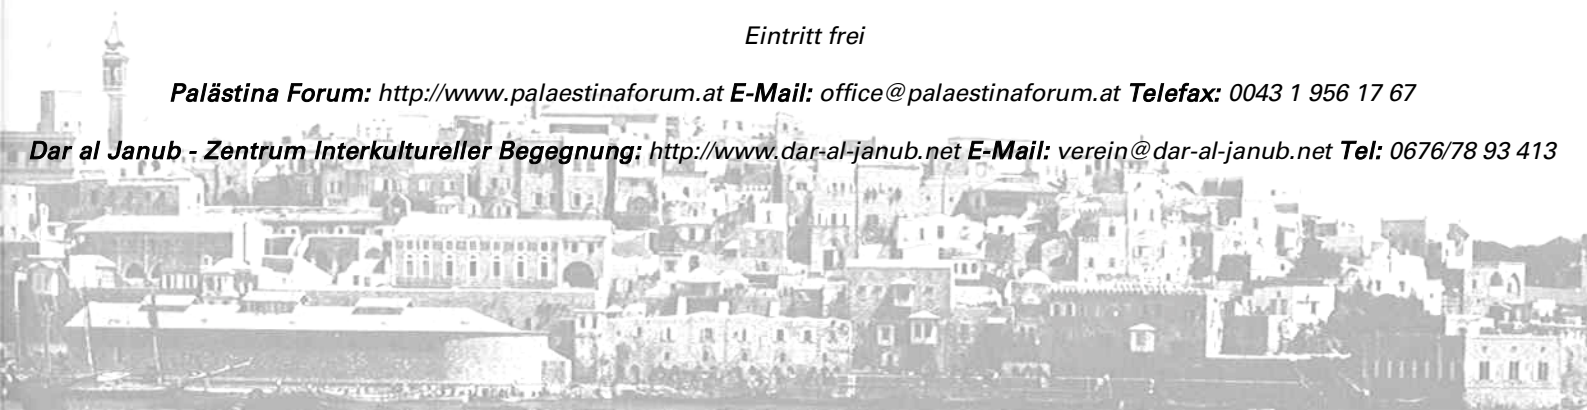 Eintritt frei
Palästina Forum: http://www.palaestinaforum.at E-Mail: office@palaestinaforum.at Telefax: 0043 1 956 17 67
Dar al Janub - Zentrum Interkultureller Begegnung: http://www.dar-al-janub.net E-Mail: verein@dar-al-janub.net Tel: 0676/78 93 413